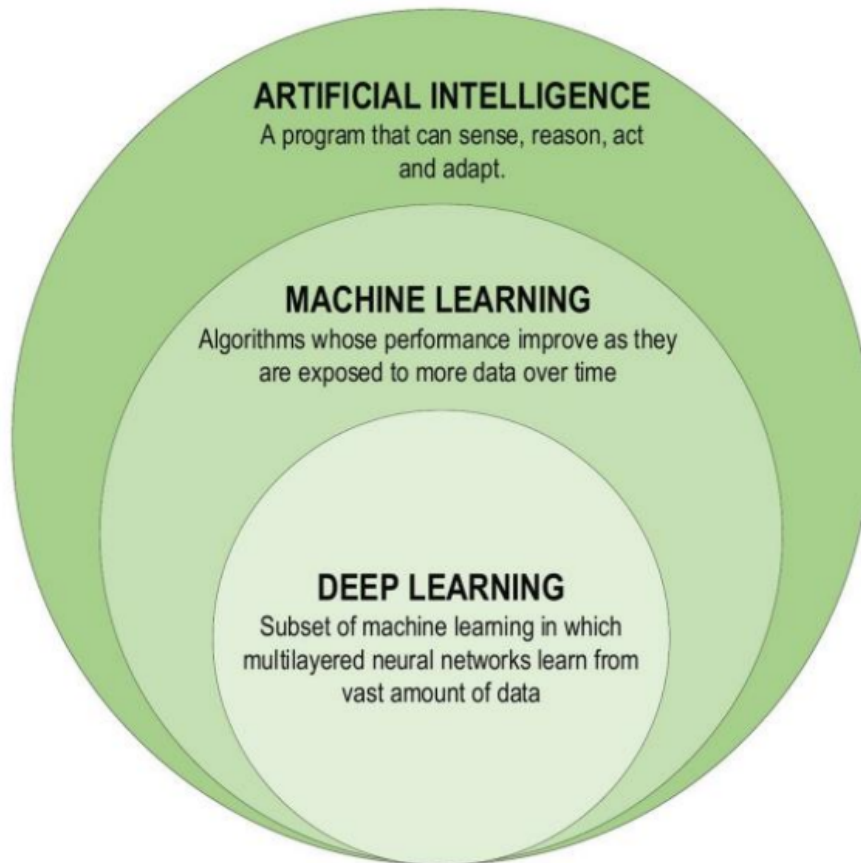 ARTIFICIAL INTELLIGENCE
A program that can sense, reason, act
and adapt.
MACHINE LEARNING
Algorithms whose performance improve as they
are exposed to more data over time
DEEP LEARNING
Subset of machine learning in which
multilayered neural networks learn from
vast amount of data